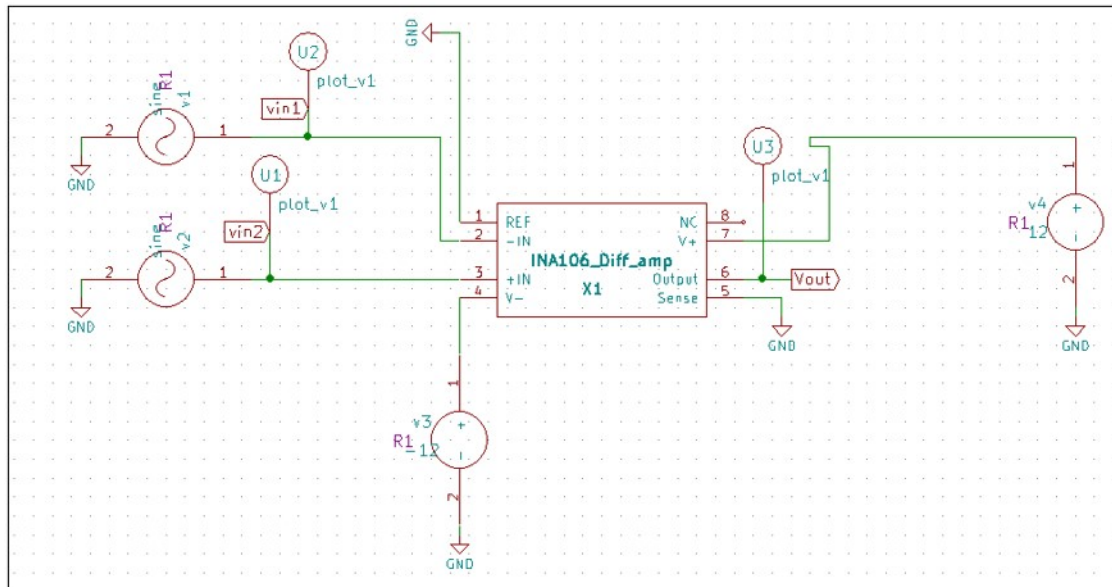 GND
U2
plot_v1
R1
sine
v1
vin1
2
1
GND
U1
plot_v1
R1
sine
v2
vin2
2
1
GND
U3
plot_v1
1 REF
2 -IN
3 +IN
4 V-
INA106_Diff_amp
X1
NC 8
V+ 7
Output 6
Sense 5
Vout
GND
1
v4
+
R1
12
-
2
GND
1
v3
+
R1
-12
-
2
GND